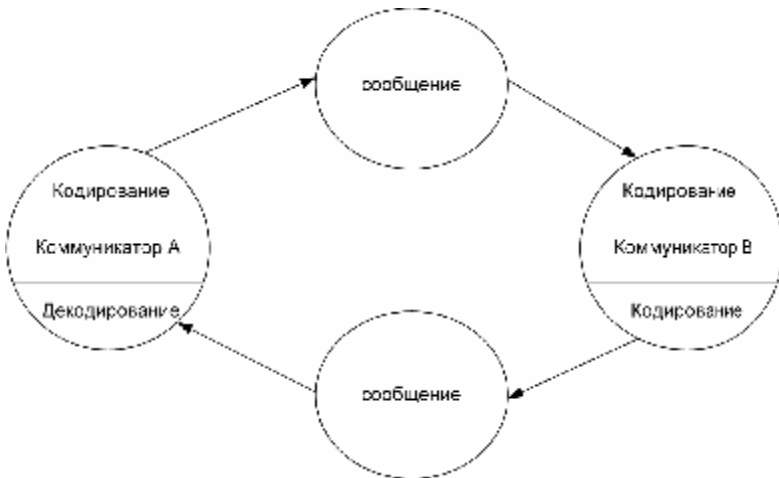 сообщение
Кодирование
Коммуникатор А
Декодирование
Кодирование
Коммуникатор В
Кодирование
сообщение